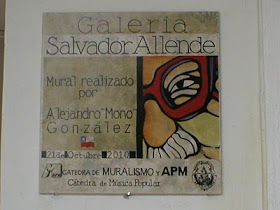 Galería
Salvador Allende
Mural realizado
por
Alejandro "Mono"
González
21 de Octubre 2010
CATEDRA DE MURALISMO Y APM
Cátedra de Música Popular